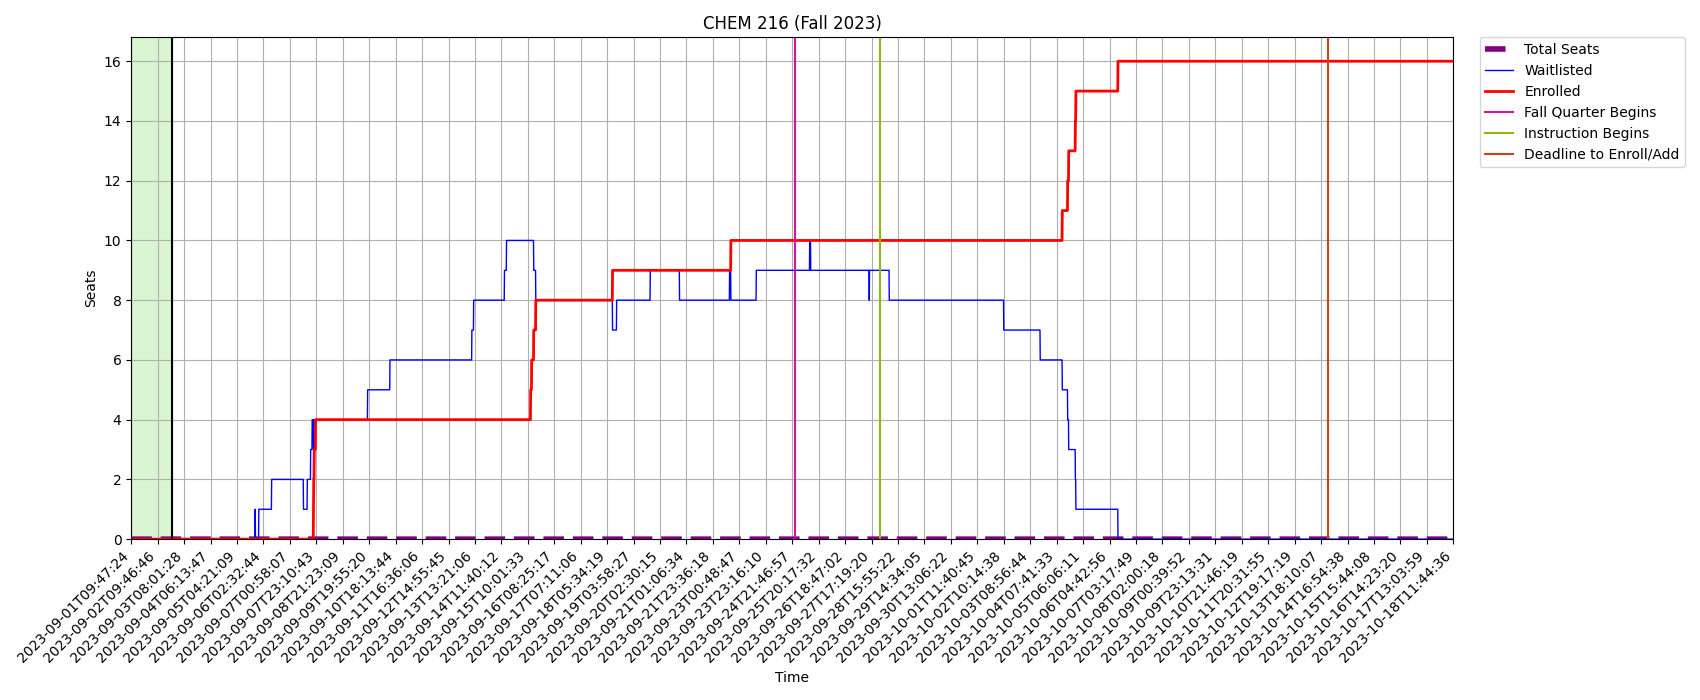 CHEM 216 (Fall 2023)
Total Seats
Waitlisted
Enrolled
Fall Quarter Begins
Instruction Begins
Deadline to Enroll/Add
Seats
16
14
12
10
8
6
4
2
0
2023-09-01T09:47:24
2023-09-02T09:46:46
2023-09-03T08:01:28
2023-09-04T06:13:47
2023-09-05T04:21:09
2023-09-06T02:32:44
2023-09-07T00:58:07
2023-09-07T23:10:43
2023-09-08T21:23:09
2023-09-09T19:55:20
2023-09-10T18:13:44
2023-09-11T16:36:06
2023-09-12T14:55:45
2023-09-13T13:21:06
2023-09-14T11:40:12
2023-09-15T10:01:33
2023-09-16T08:25:17
2023-09-17T07:11:06
2023-09-18T05:34:19
2023-09-19T03:58:27
2023-09-20T02:30:15
2023-09-21T01:06:34
2023-09-21T23:36:18
2023-09-23T00:48:47
2023-09-23T23:16:10
2023-09-24T21:46:57
2023-09-25T20:17:32
2023-09-26T18:47:02
2023-09-27T17:19:20
2023-09-28T15:55:22
2023-09-29T14:34:05
2023-09-30T13:06:22
2023-10-01T11:40:45
2023-10-02T10:14:38
2023-10-03T08:56:44
2023-10-04T07:41:33
2023-10-05T06:06:11
2023-10-06T04:42:56
2023-10-07T03:17:49
2023-10-08T02:00:18
2023-10-09T00:39:52
2023-10-09T23:13:31
2023-10-10T21:46:19
2023-10-11T20:31:55
2023-10-12T19:17:19
2023-10-13T18:10:07
2023-10-14T16:54:38
2023-10-15T15:44:08
2023-10-16T14:23:20
2023-10-17T13:03:59
2023-10-18T11:44:36
Time